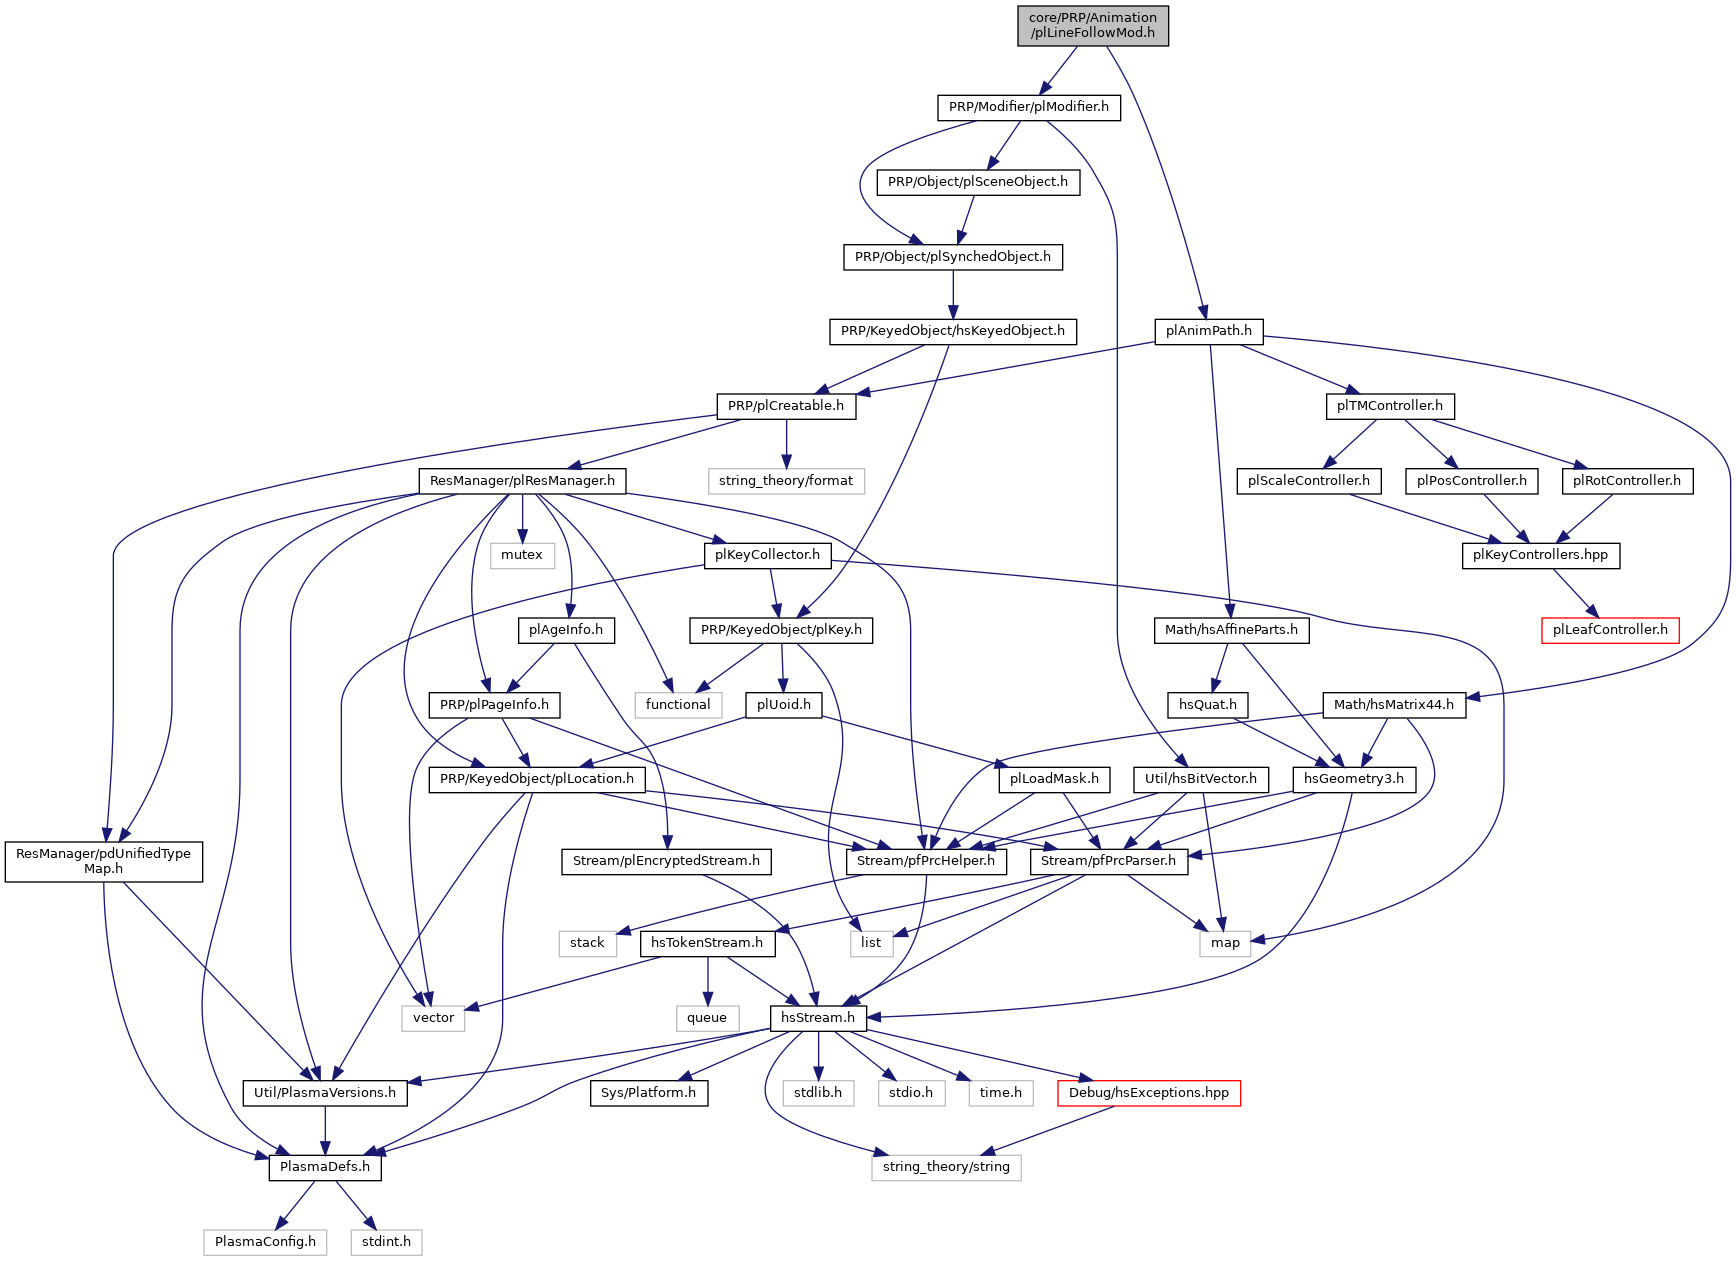 core/PRP/Animation
/plLineFollowMod.h
PRP/Modifier/plModifier.h
PRP/Object/plSceneObject.h
PRP/Object/plSynchedObject.h
PRP/KeyedObject/hsKeyedObject.h
plAnimPath.h
PRP/plCreatable.h
plTMController.h
ResManager/plResManager.h
string_theory/format
plScaleController.h
plPosController.h
plRotController.h
mutex
plKeyCollector.h
plKeyControllers.hpp
plAgeInfo.h
PRP/KeyedObject/plKey.h
Math/hsAffineParts.h
plLeafController.h
PRP/plPageInfo.h
functional
plUoid.h
hsQuat.h
Math/hsMatrix44.h
PRP/KeyedObject/plLocation.h
plLoadMask.h
Util/hsBitVector.h
hsGeometry3.h
ResManager/pdUnifiedType
Map.h
Stream/plEncryptedStream.h
Stream/pfPrcHelper.h
Stream/pfPrcParser.h
stack
hsTokenStream.h
list
map
vector
queue
hsStream.h
Util/PlasmaVersions.h
Sys/Platform.h
stdlib.h
stdio.h
time.h
Debug/hsExceptions.hpp
PlasmaDefs.h
string_theory/string
PlasmaConfig.h
stdint.h